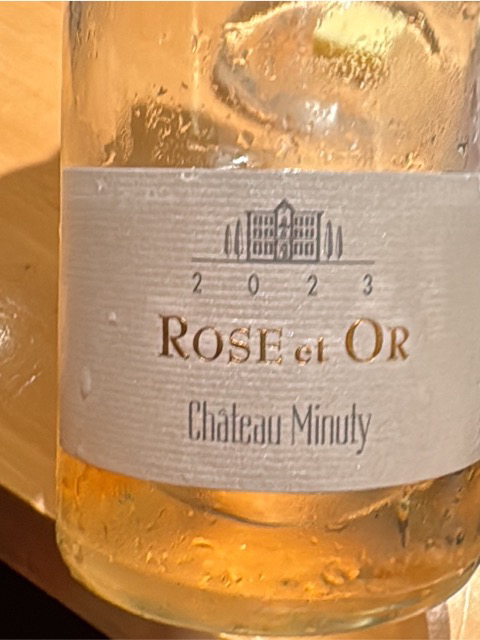 2 0 2 3
ROSE et OR
Château Minuty